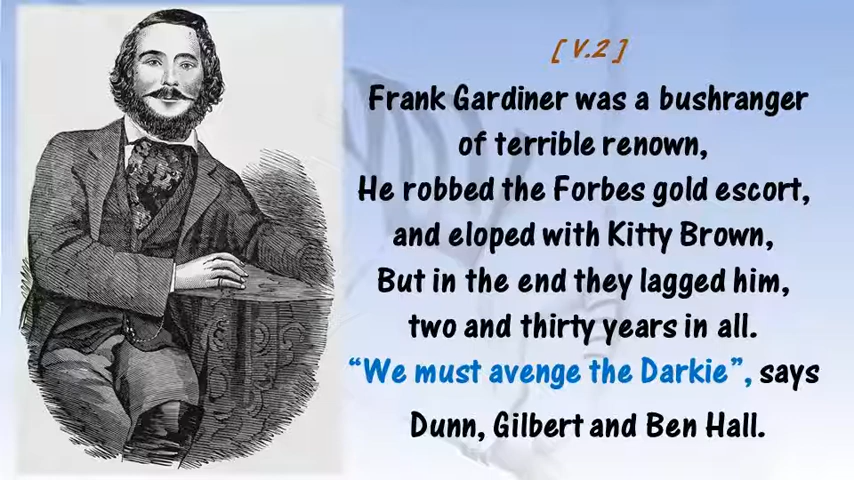 [ V.2 ]
Frank Gardiner was a bushranger
of terrible renown,
He robbed the Forbes gold escort,
and eloped with Kitty Brown,
But in the end they lagged him,
two and thirty years in all.
“We must avenge the Darkie”, says
Dunn, Gilbert and Ben Hall.